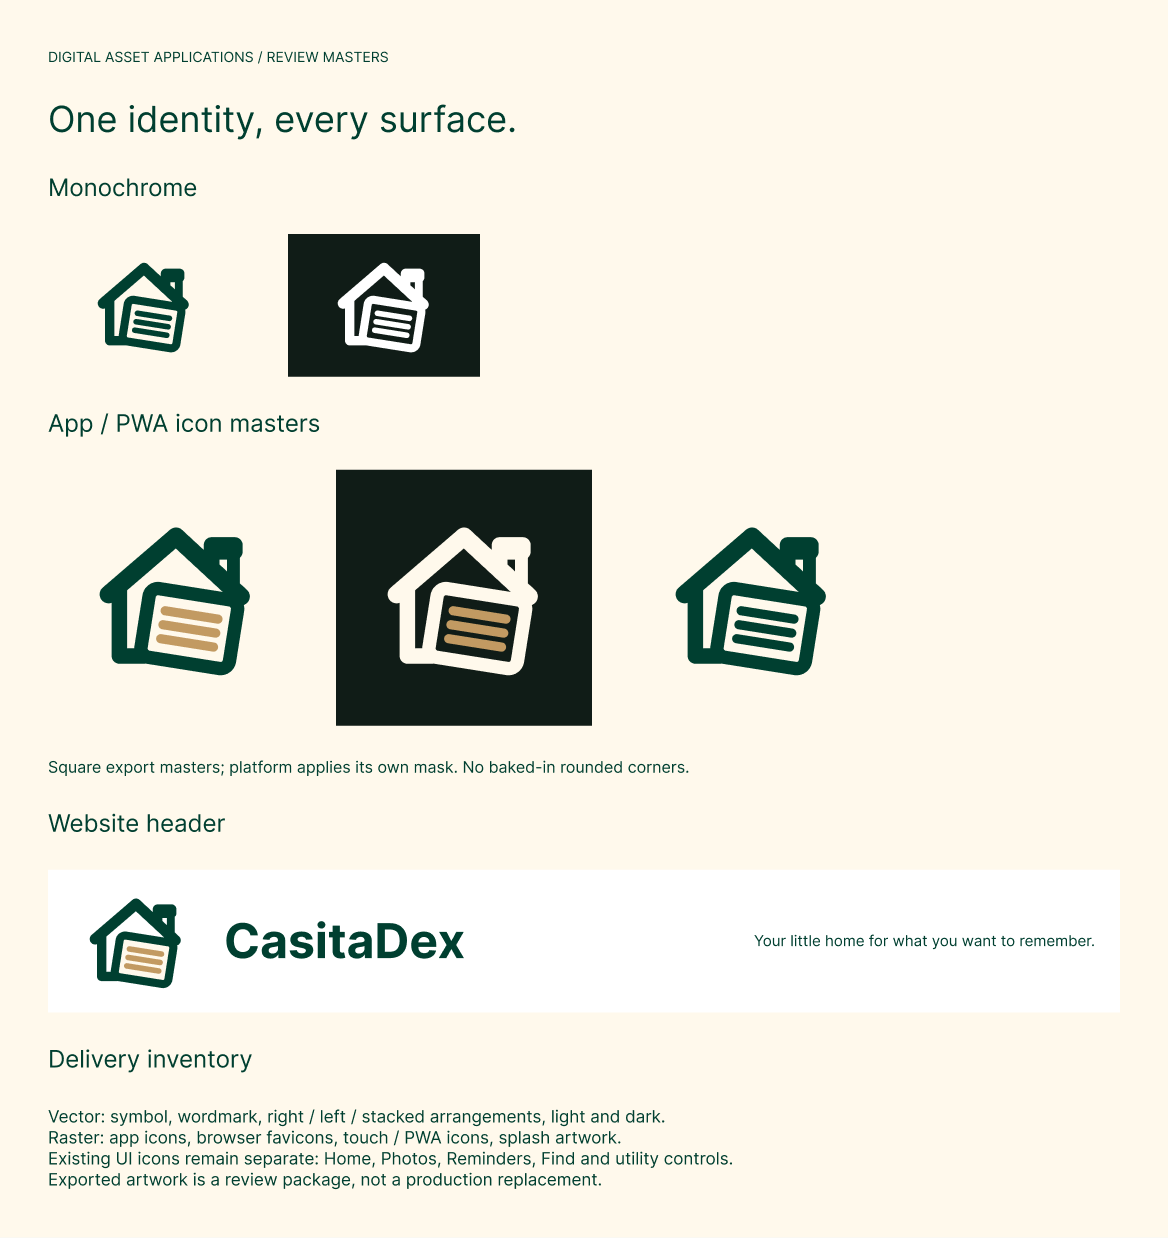 DIGITAL ASSET APPLICATIONS / REVIEW MASTERS
One identity, every surface.
Monochrome
App / PWA icon masters
Square export masters; platform applies its own mask. No baked-in rounded corners.
Website header
CasitaDex
Your little home for what you want to remember.
Delivery inventory
Vector: symbol, wordmark, right / left / stacked arrangements, light and dark.
Raster: app icons, browser favicons, touch / PWA icons, splash artwork.
Existing UI icons remain separate: Home, Photos, Reminders, Find and utility controls.
Exported artwork is a review package, not a production replacement.